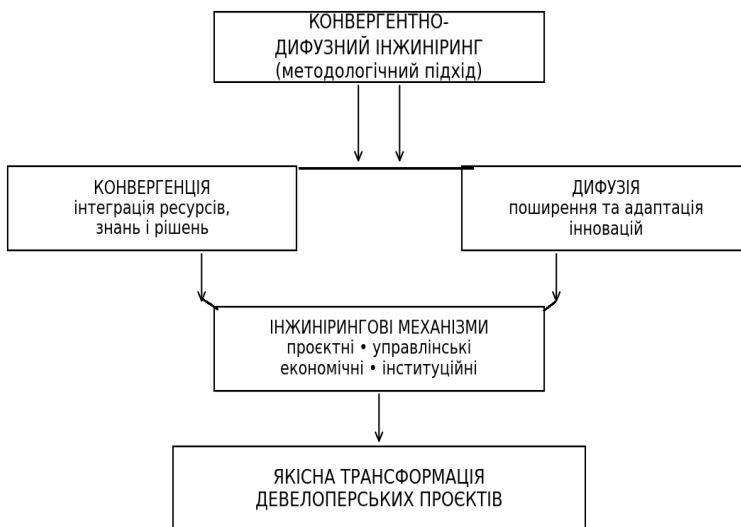 КОНВЕРГЕНТНО-
ДИФУЗНИЙ ІНЖИНІРИНГ
(методологічний підхід)
КОНВЕРГЕНЦІЯ
інтеграція ресурсів,
знань і рішень
ДИФУЗІЯ
поширення та адаптація
інновацій
ІНЖИНІРИНГОВІ МЕХАНІЗМИ
проєктні • управлінські
економічні • інституційні
ЯКІСНА ТРАНСФОРМАЦІЯ
ДЕВЕЛОПЕРСЬКИХ ПРОЄКТІВ